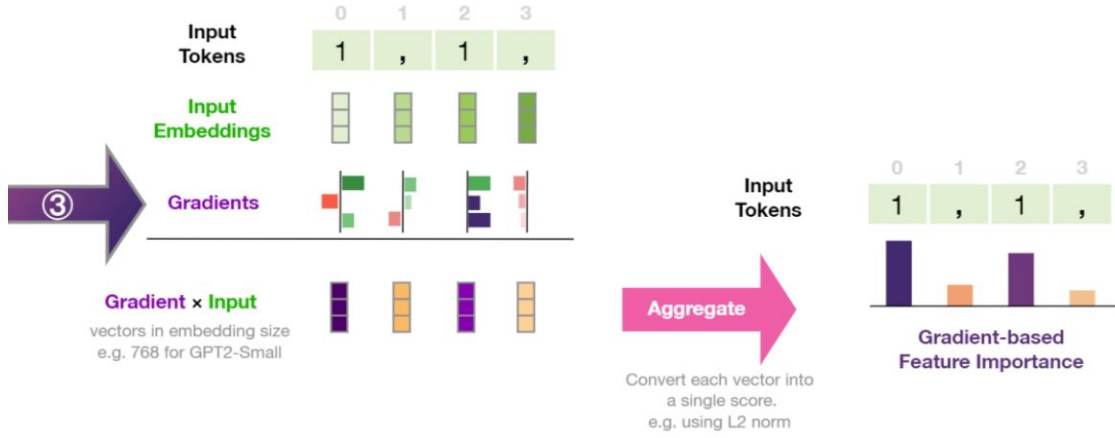 0 1 2 3
Input
Tokens
1 , 1 ,
Input
Embeddings
③
Gradients
Gradient × Input
vectors in embedding size
e.g. 768 for GPT2-Small
Aggregate
Convert each vector into
a single score.
e.g. using L2 norm
0 1 2 3
Input
Tokens
1 , 1 ,
Gradient-based
Feature Importance